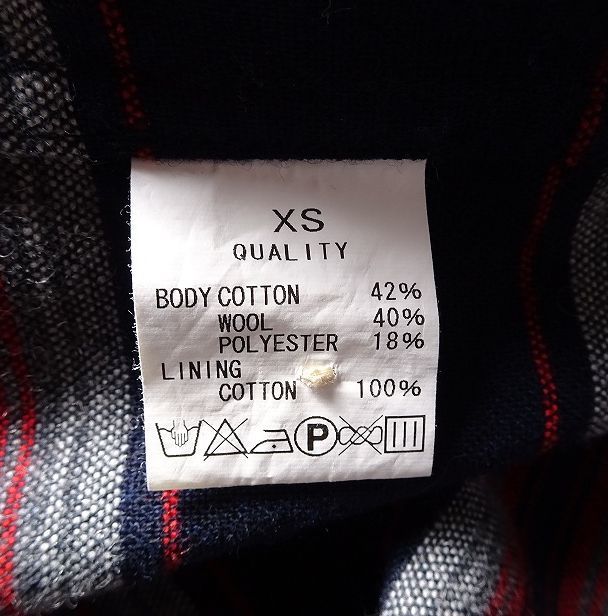 XS
QUALITY
BODY COTTON 42%
WOOL 40%
POLYESTER 18%
LINING
COTTON 100%
P